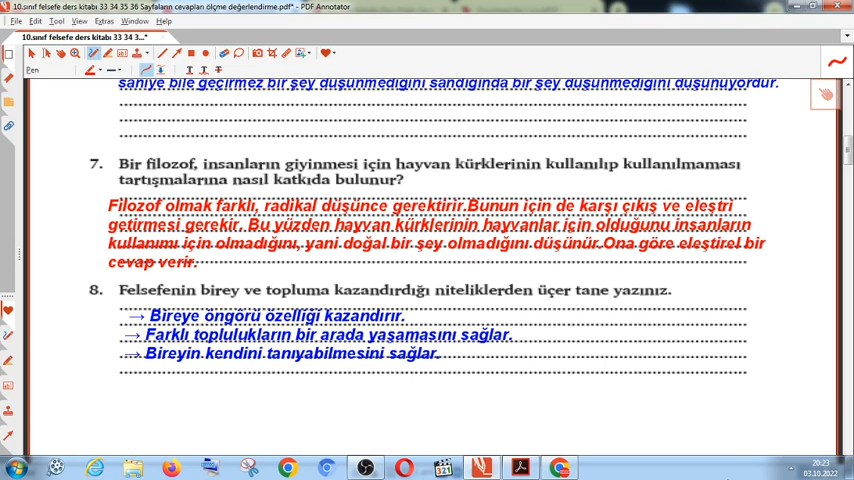 10.sınıf felsefe ders kitabı 33 34 35 36 Sayfaların cevapları ölçme değerlendirme.pdf* - PDF Annotator
File Edit Tool View Extras Window Help
10.sınıf felsefe ders kitabı 33 34 3...*
Pen
saniye bile geçirmez bir şey düşünmediğini sandığında bir şey düşünmediğini düşünüyordur.
7. Bir filozof, insanların giyinmesi için hayvan kürklerinin kullanılıp kullanılmaması
tartışmalarına nasıl katkıda bulunur?
Filozof olmak farklı, radikal düşünce gerektirir.Bunun için de karşı çıkış ve eleştri
getirmesi gerekir. Bu yüzden hayvan kürklerinin hayvanlar için olduğunu insanların
kullanımı için olmadığını, yani doğal bir şey olmadığını düşünür.Ona göre eleştirel bir
cevap verir.
8. Felsefenin birey ve topluma kazandırdığı niteliklerden üçer tane yazınız.
→ Bireye öngörü özelliği kazandırır.
→ Farklı toplulukların bir arada yaşamasını sağlar.
→ Bireyin kendini tanıyabilmesini sağlar.
321
20:23
03.10.2022